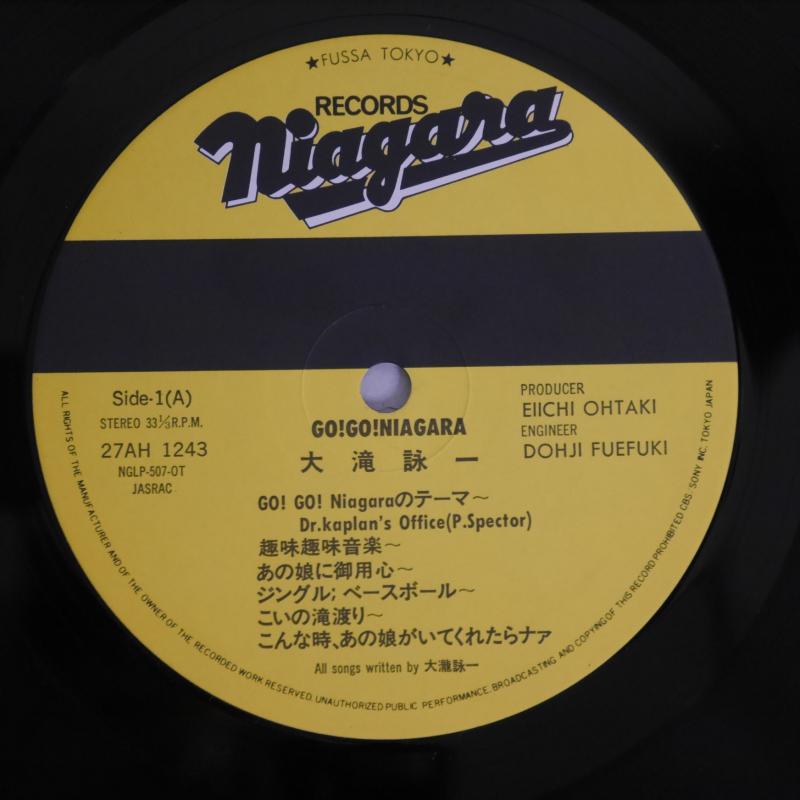 ★FUSSA TOKYO★
RECORDS
Niagara
Side-1(A)
STEREO 33⅓R.P.M.
27AH 1243
NGLP-507-OT
JASRAC
PRODUCER
EIICHI OHTAKI
ENGINEER
DOHJI FUEFUKI
GO!GO!NIAGARA
大滝詠一
GO! GO! Niagaraのテーマ～
Dr.kaplan's Office(P.Spector)
趣味趣味音楽～
あの娘に御用心～
ジングル; ベースボール～
こいの滝渡り～
こんな時、あの娘がいてくれたらナァ
All songs written by 大瀧詠一
ALL RIGHTS OF THE MANUFACTURER AND OF THE OWNER OF THE RECORDED WORK RESERVED. UNAUTHORIZED PUBLIC PERFORMANCE, BROADCASTING AND COPYING OF THIS RECORD PROHIBITED CBS. SONY INC. TOKYO JAPAN